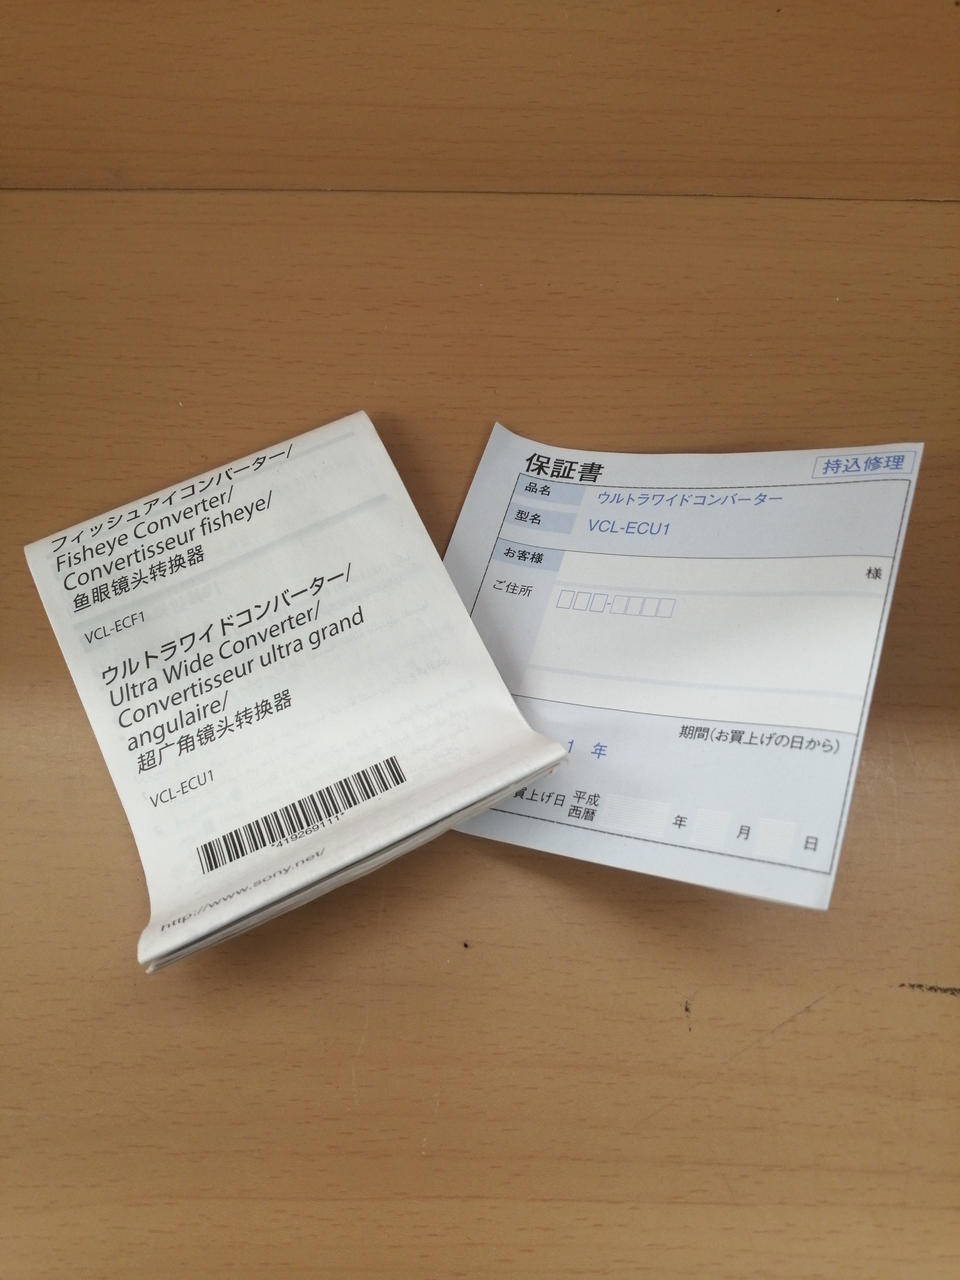 フィッシュアイコンバーター/
Fisheye Converter/
Convertisseur fisheye/
鱼眼镜头转换器
VCL-ECF1
ウルトラワイドコンバーター/
Ultra Wide Converter/
Convertisseur ultra grand
angulaire/
超广角镜头转换器
VCL-ECU1
*419269111*
http://www.sony.net/
保証書
持込修理
品名 ウルトラワイドコンバーター
型名 VCL-ECU1
お客様
様
ご住所
期間(お買上げの日から)
1 年
買上げ日 平成
西暦
年 月 日